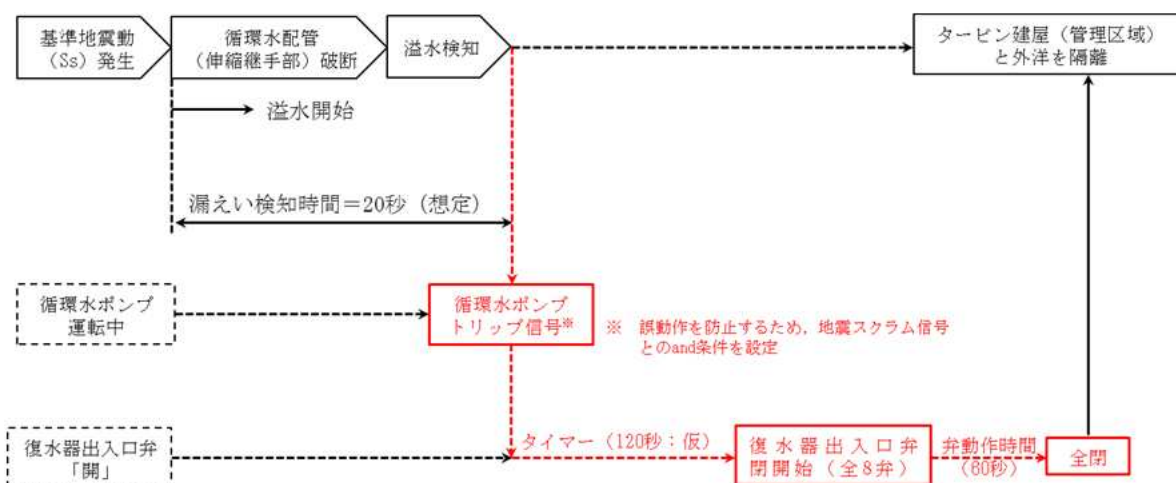 基準地震動
（Ss）発生
循環水配管
（伸縮継手部）破断
溢水検知
タービン建屋（管理区域）
と外洋を隔離
溢水開始
漏えい検知時間＝20秒（想定）
循環水ポンプ
運転中
循環水ポンプ
トリップ信号※
※　誤動作を防止するため，地震スクラム信号
とのand条件を設定
復水器出入口弁
「開」
タイマー（120秒：仮）
復水器出入口弁
閉開始（全8弁）
弁動作時間
（60秒）
全閉